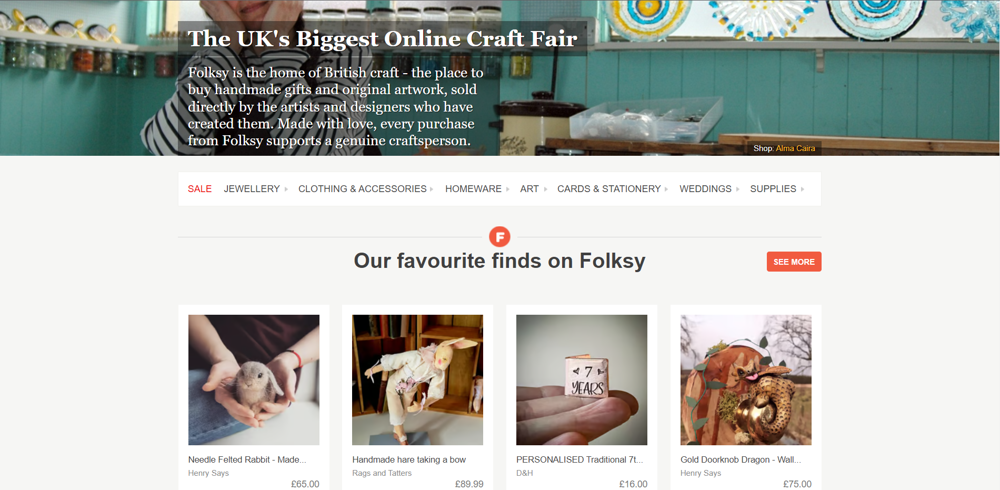 The UK's Biggest Online Craft Fair
Folksy is the home of British craft - the place to
buy handmade gifts and original artwork, sold
directly by the artists and designers who have
created them. Made with love, every purchase
from Folksy supports a genuine craftsperson.
Shop: Alma Caira
SALE JEWELLERY CLOTHING & ACCESSORIES HOMEWARE ART CARDS & STATIONERY WEDDINGS SUPPLIES
F
Our favourite finds on Folksy
SEE MORE
7
YEARS
Needle Felted Rabbit - Made...
Henry Says
£65.00
Handmade hare taking a bow
Rags and Tatters
£89.99
PERSONALISED Traditional 7t...
D&H
£16.00
Gold Doorknob Dragon - Wall...
Henry Says
£75.00